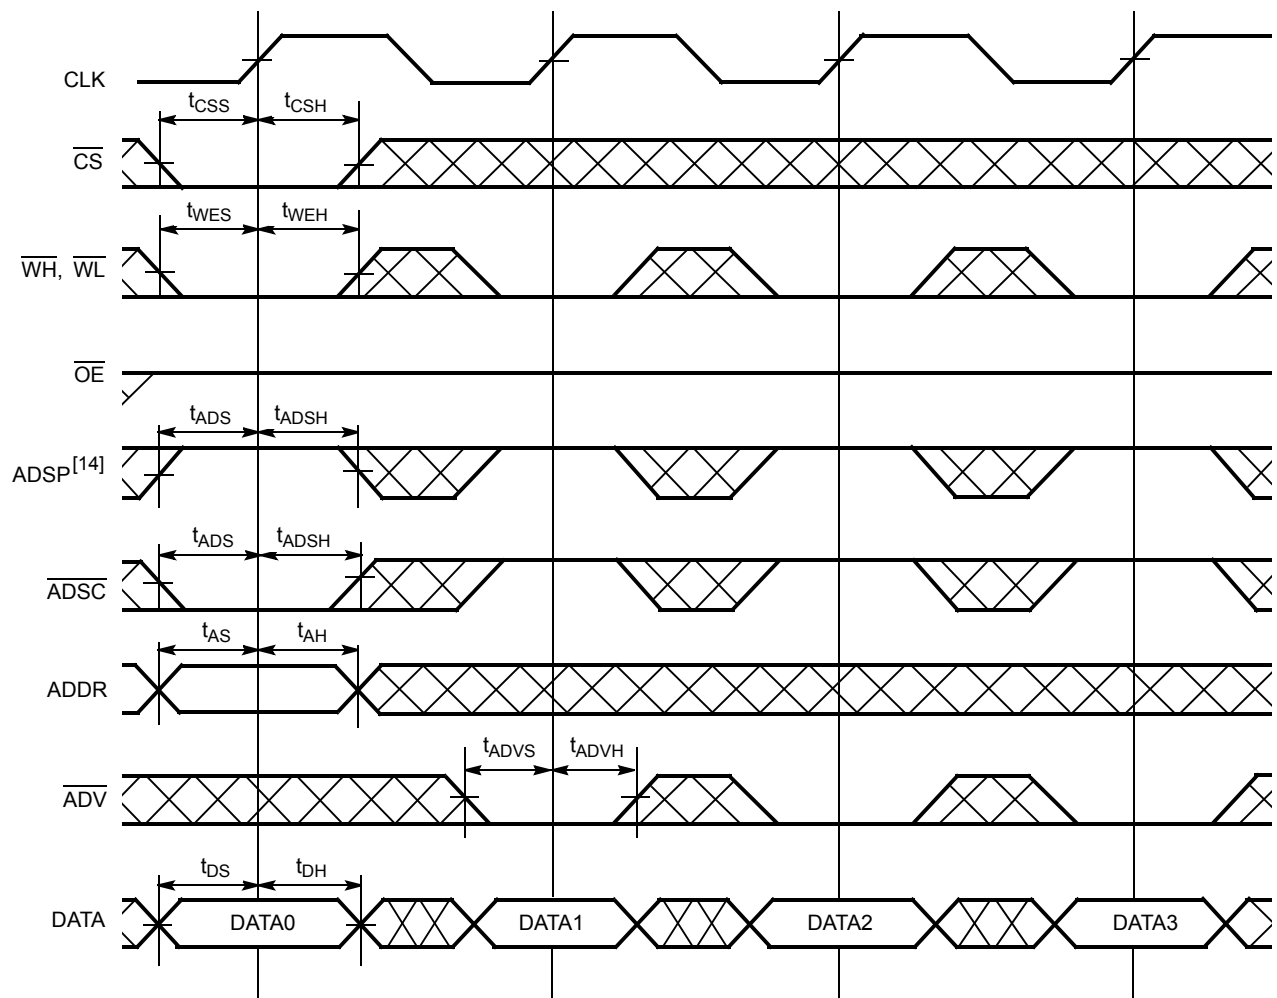 CLK
tCSS tCSH
CS
tWES tWEH
WH, WL
OE
tADS tADSH
ADSP[14]
tADS tADSH
ADSC
tAS tAH
ADDR
tADVS tADVH
ADV
tDS tDH
DATA DATA0 DATA1 DATA2 DATA3